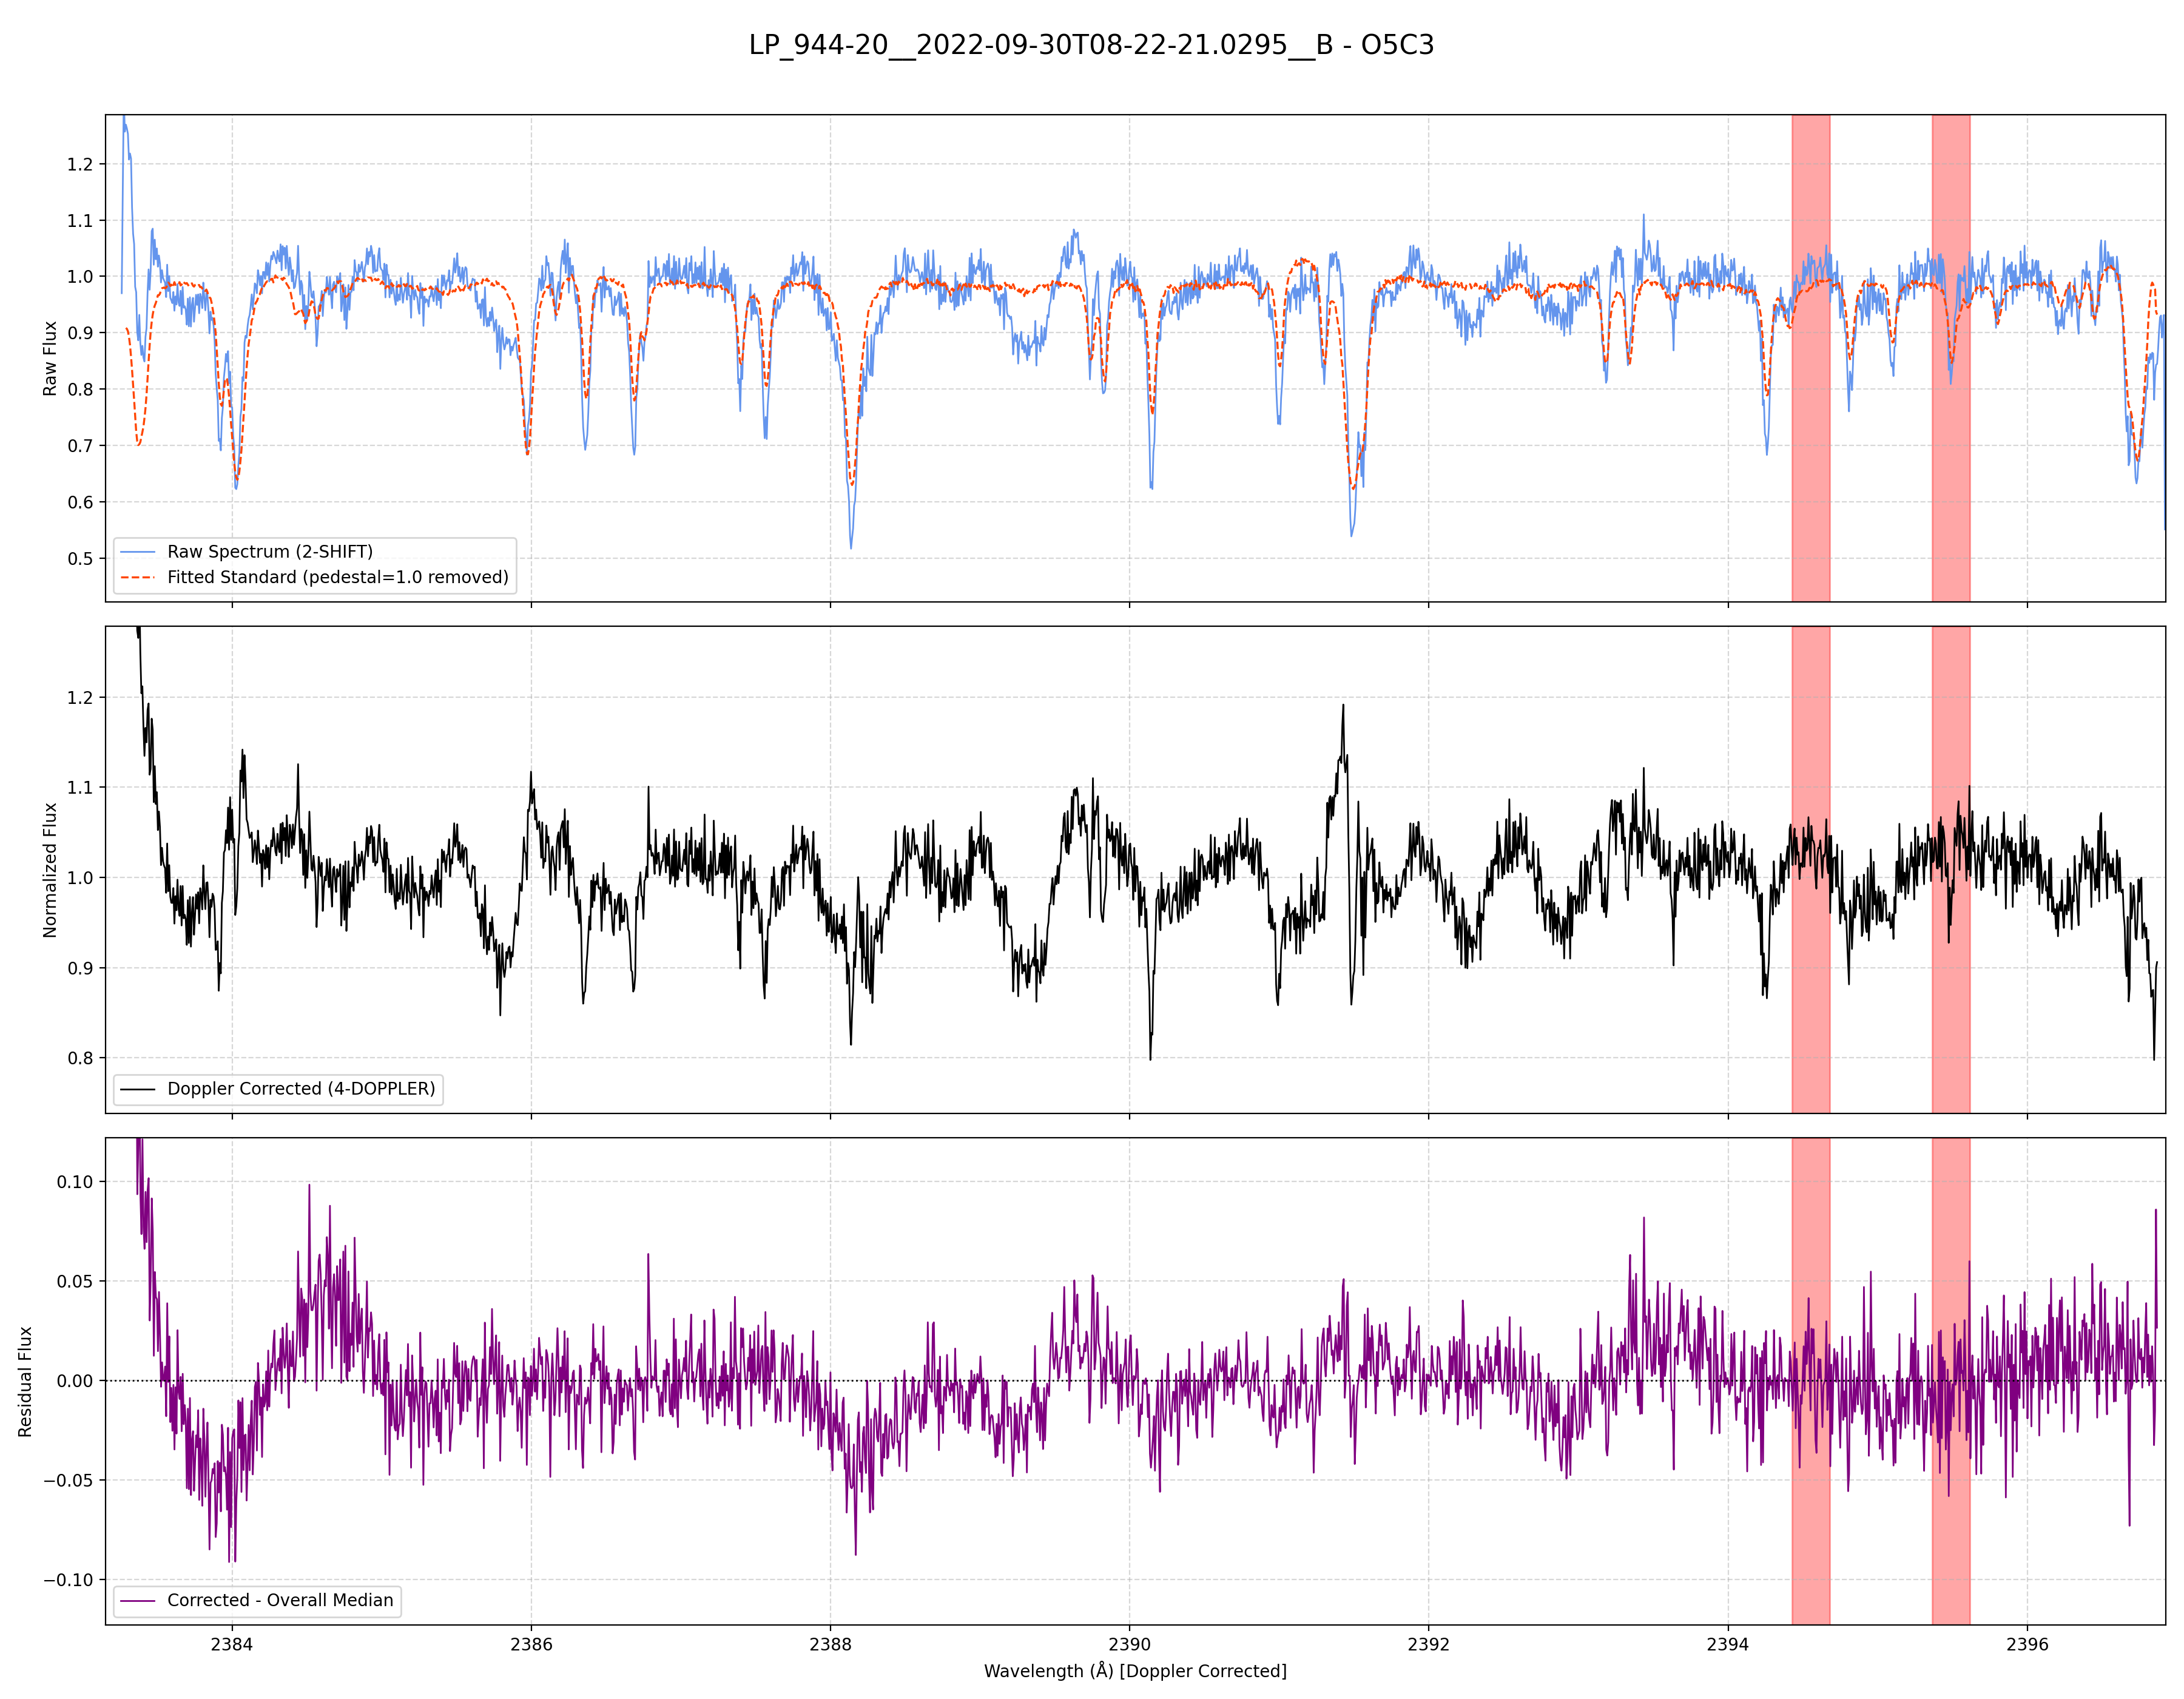 LP_944-20__2022-09-30T08-22-21.0295__B - O5C3
1.2
1.1
1.0
0.9
0.8
0.7
0.6
0.5
Raw Flux
Raw Spectrum (2-SHIFT)
Fitted Standard (pedestal=1.0 removed)
1.2
1.1
1.0
0.9
0.8
Normalized Flux
Doppler Corrected (4-DOPPLER)
0.10
0.05
0.00
−0.05
−0.10
Residual Flux
Corrected - Overall Median
2384 2386 2388 2390 2392 2394 2396
Wavelength (Å) [Doppler Corrected]